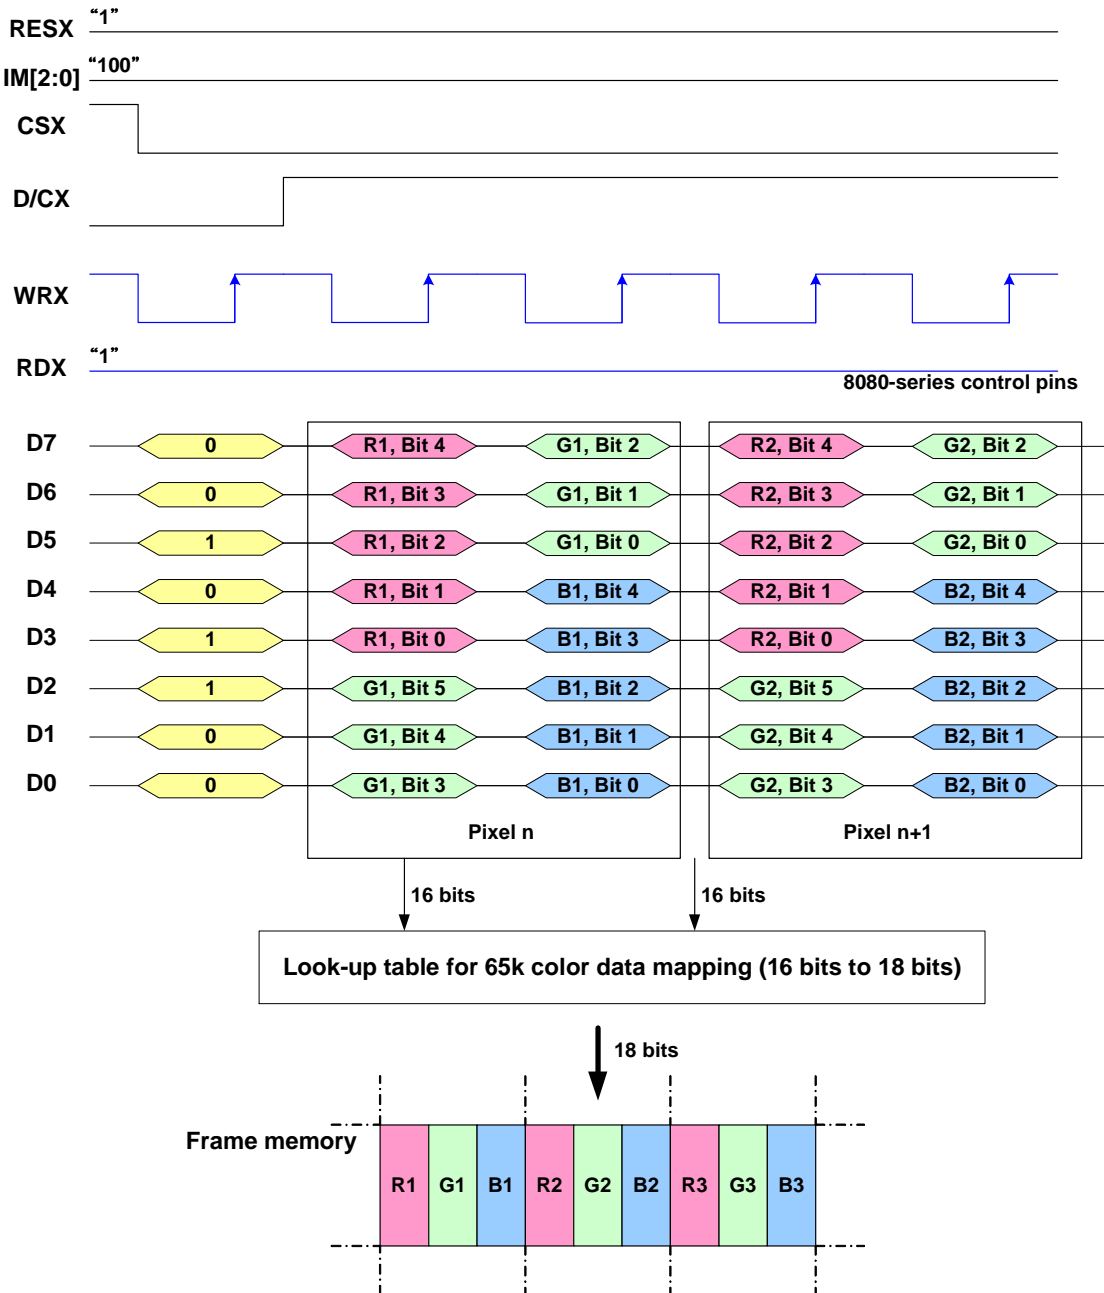 RESX “1”
IM[2:0] “100”
CSX
D/CX
WRX
RDX “1”
8080-series control pins
D7 0 R1, Bit 4 G1, Bit 2 R2, Bit 4 G2, Bit 2
D6 0 R1, Bit 3 G1, Bit 1 R2, Bit 3 G2, Bit 1
D5 1 R1, Bit 2 G1, Bit 0 R2, Bit 2 G2, Bit 0
D4 0 R1, Bit 1 B1, Bit 4 R2, Bit 1 B2, Bit 4
D3 1 R1, Bit 0 B1, Bit 3 R2, Bit 0 B2, Bit 3
D2 1 G1, Bit 5 B1, Bit 2 G2, Bit 5 B2, Bit 2
D1 0 G1, Bit 4 B1, Bit 1 G2, Bit 4 B2, Bit 1
D0 0 G1, Bit 3 B1, Bit 0 G2, Bit 3 B2, Bit 0
Pixel n Pixel n+1
16 bits 16 bits
Look-up table for 65k color data mapping (16 bits to 18 bits)
18 bits
Frame memory
R1 G1 B1 R2 G2 B2 R3 G3 B3